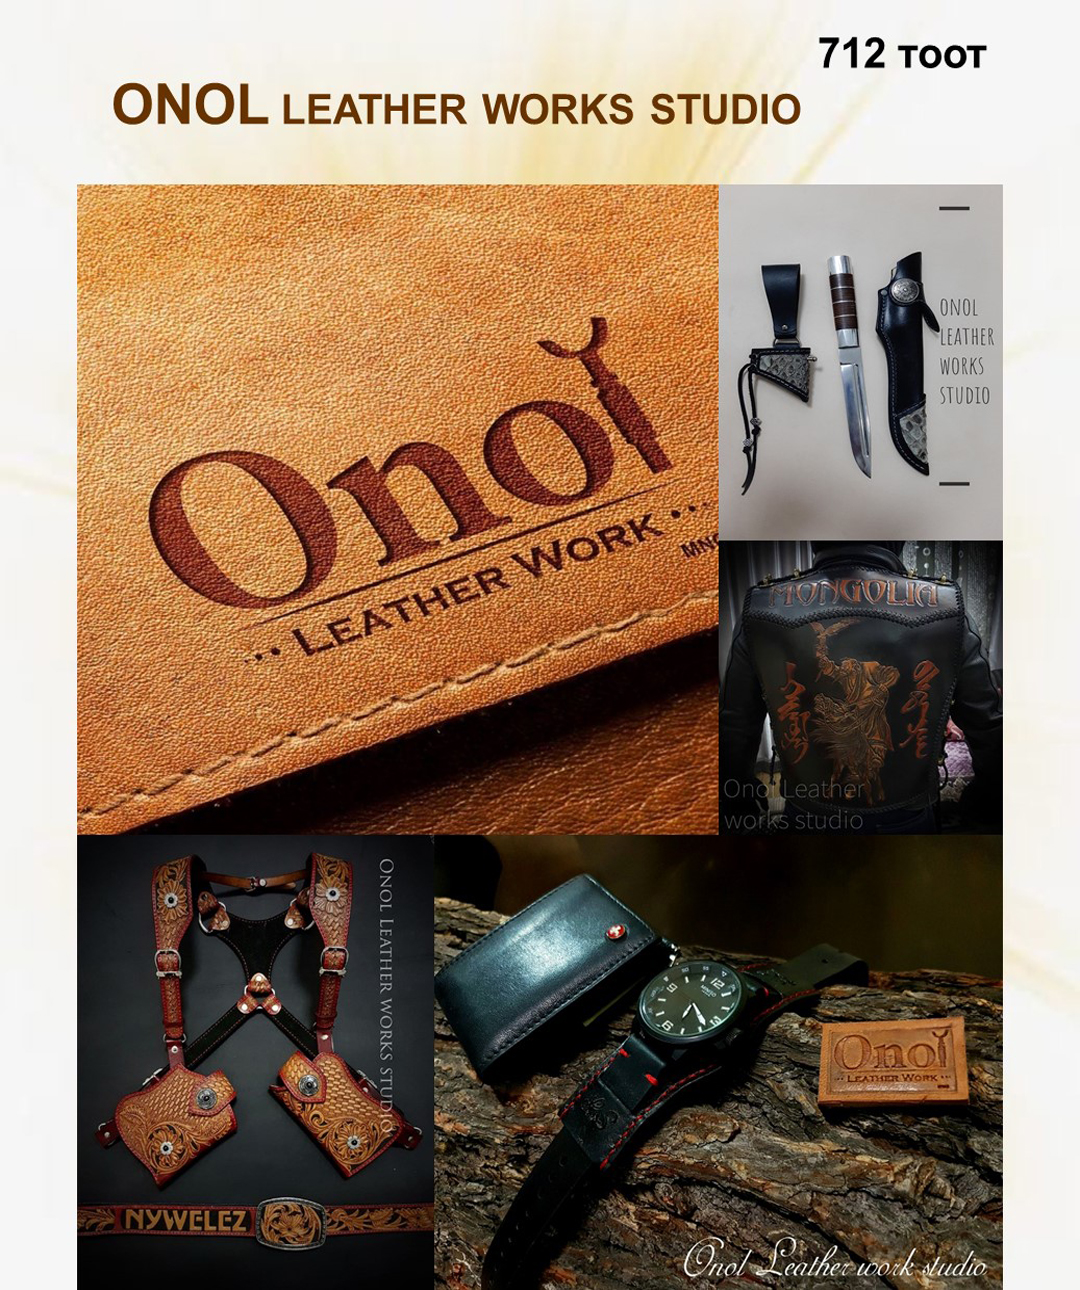 712 тоот
ONOL LEATHER WORKS STUDIO
Onol
·· LEATHER WORK ···
ONOL
LEATHER
WORKS
STUDIO
MONGOLIA
Onol Leather
works studio
ONOL LEATHER WORKS STUDIO
NYWELEZ
12
Onol
·· LEATHER WORK ··
Onol Leather work studio